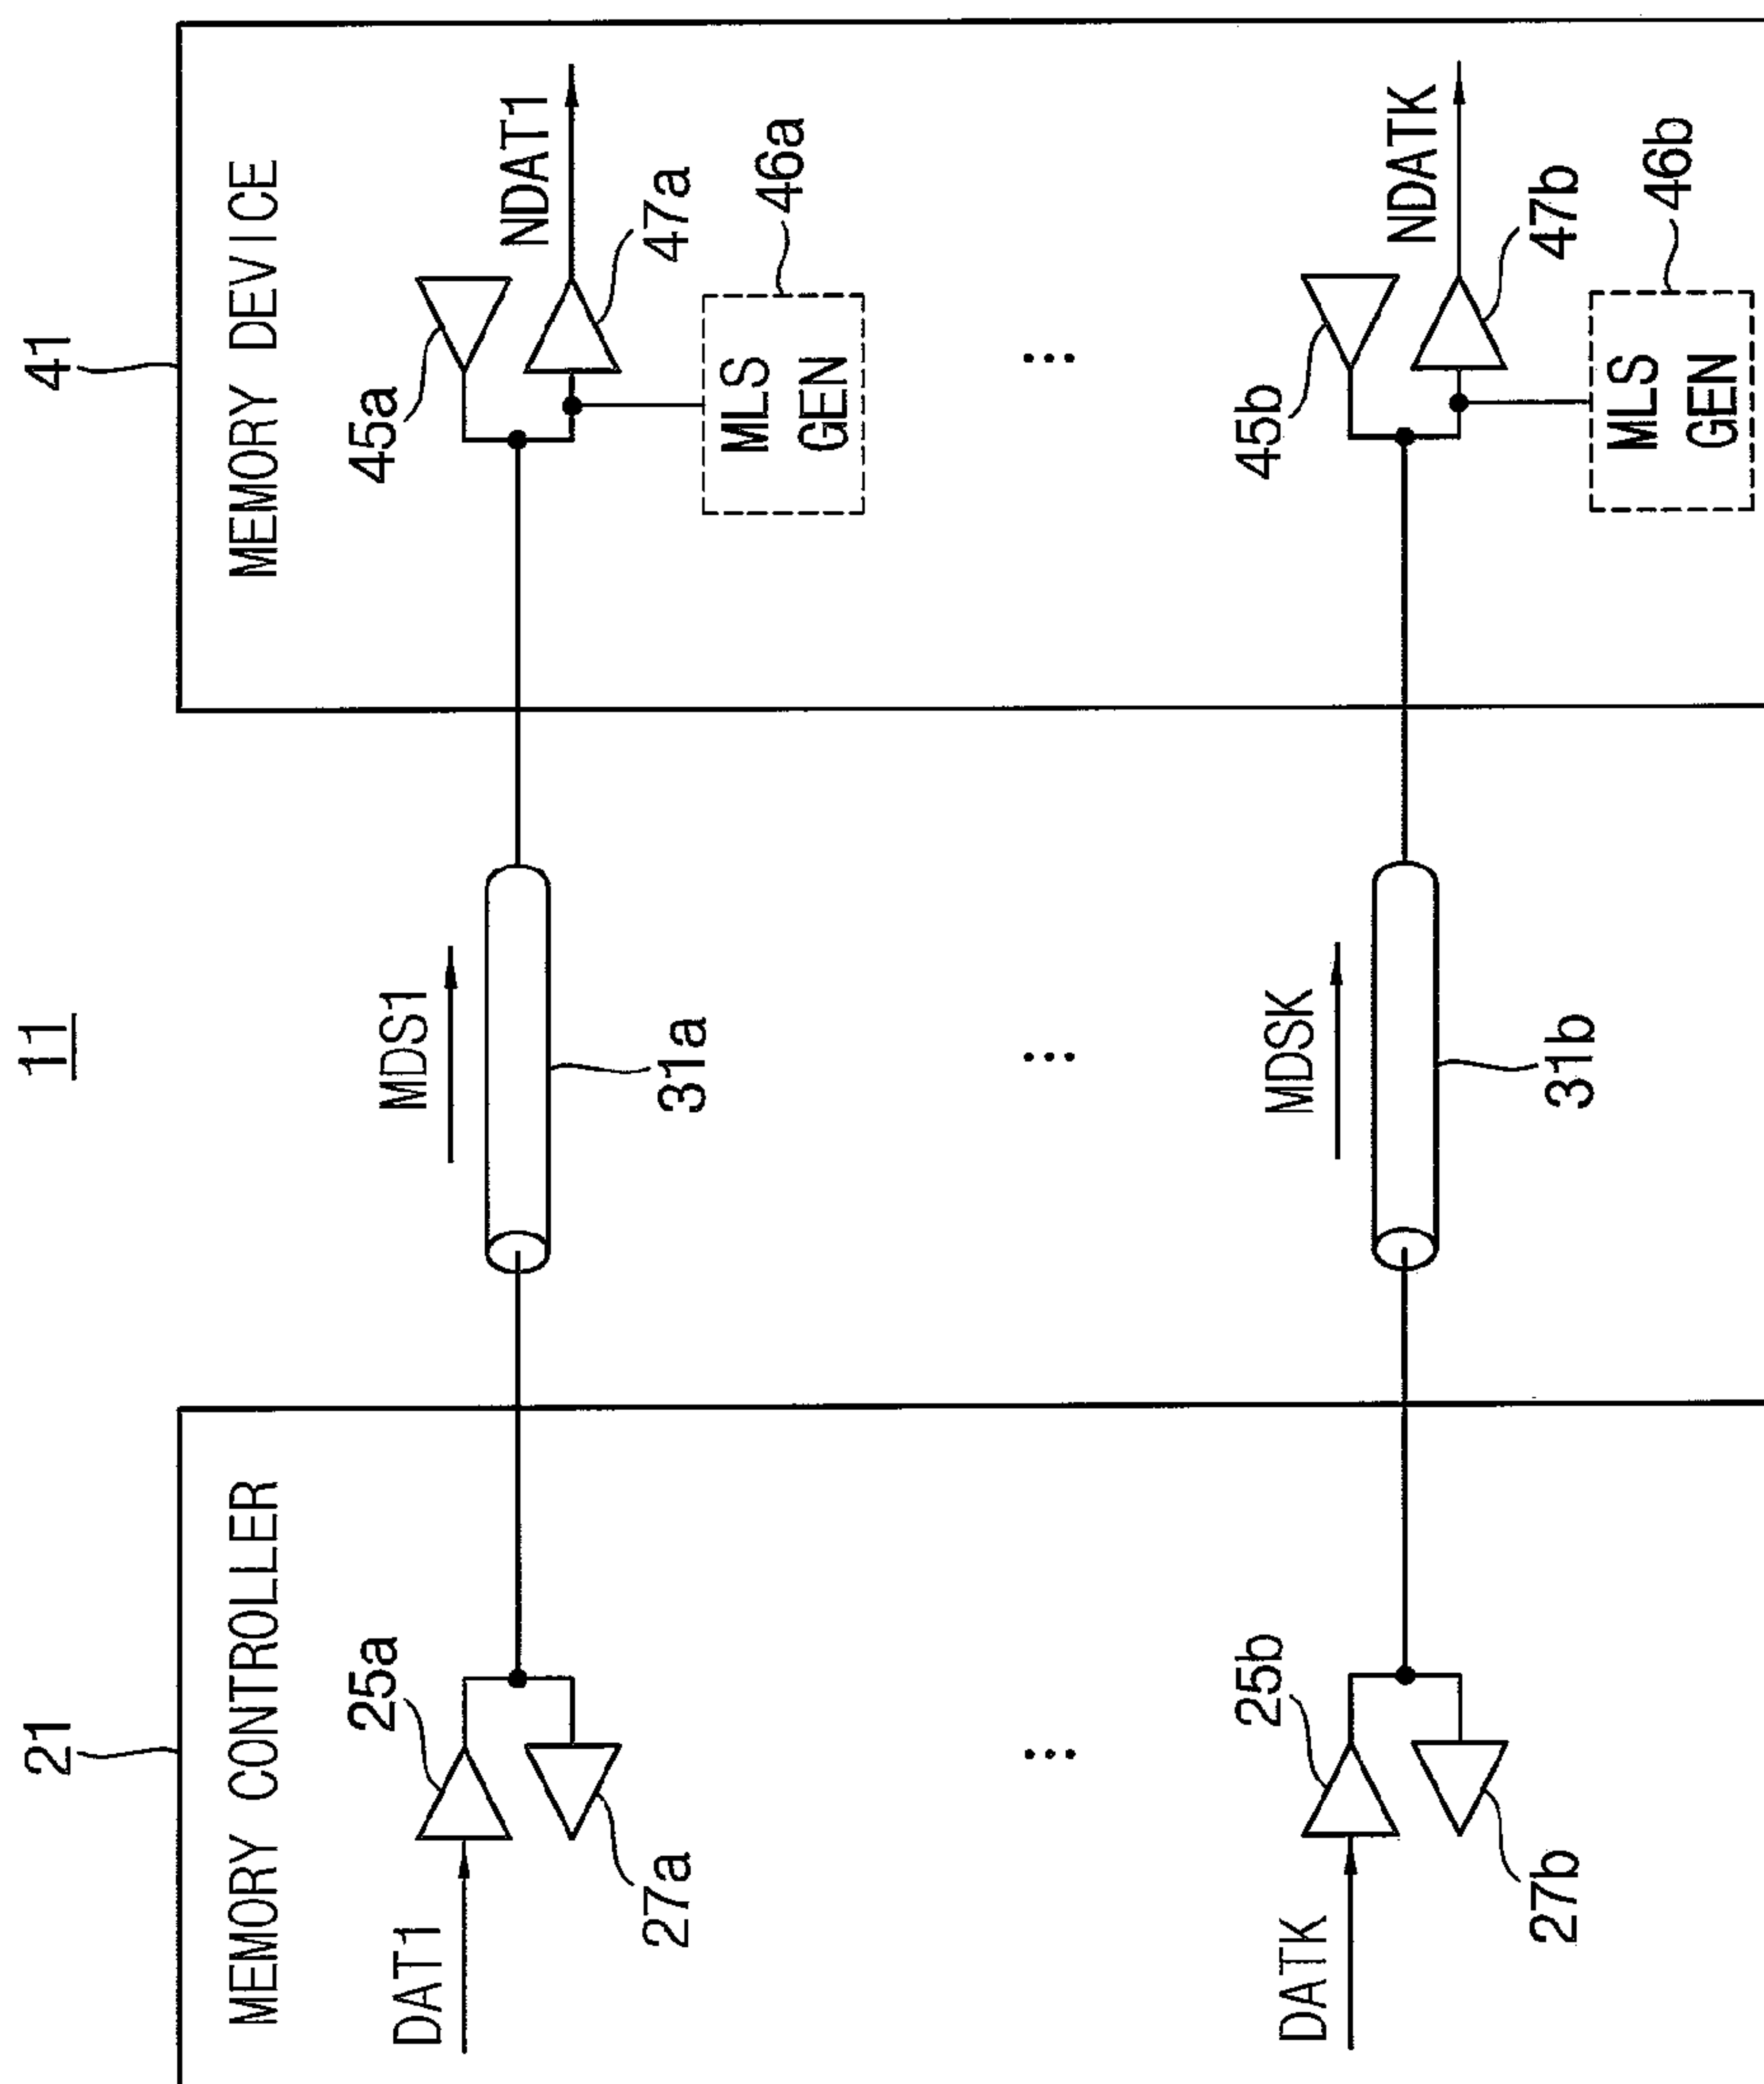 11
21
41
MEMORY CONTROLLER
MEMORY DEVICE
DAT1
25a
27a
MDS1
31a
45a
NDAT1
47a
46a
MLS
GEN
DATK
25b
27b
MDSK
31b
45b
NDATK
47b
46b
MLS
GEN